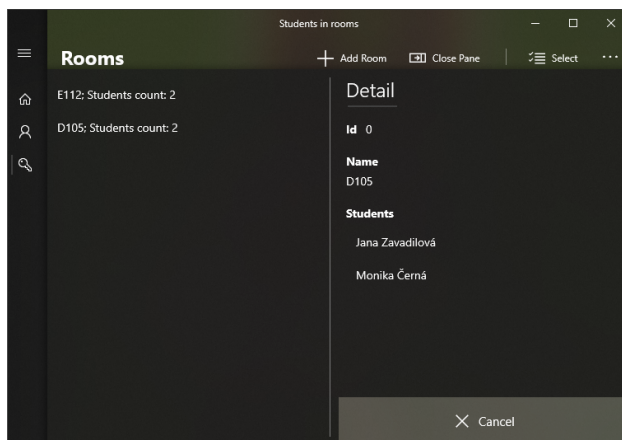 Students in rooms
Rooms
Add Room
Close Pane
Select
E112; Students count: 2
D105; Students count: 2
Detail
Id 0
Name
D105
Students
Jana Zavadilová
Monika Černá
Cancel